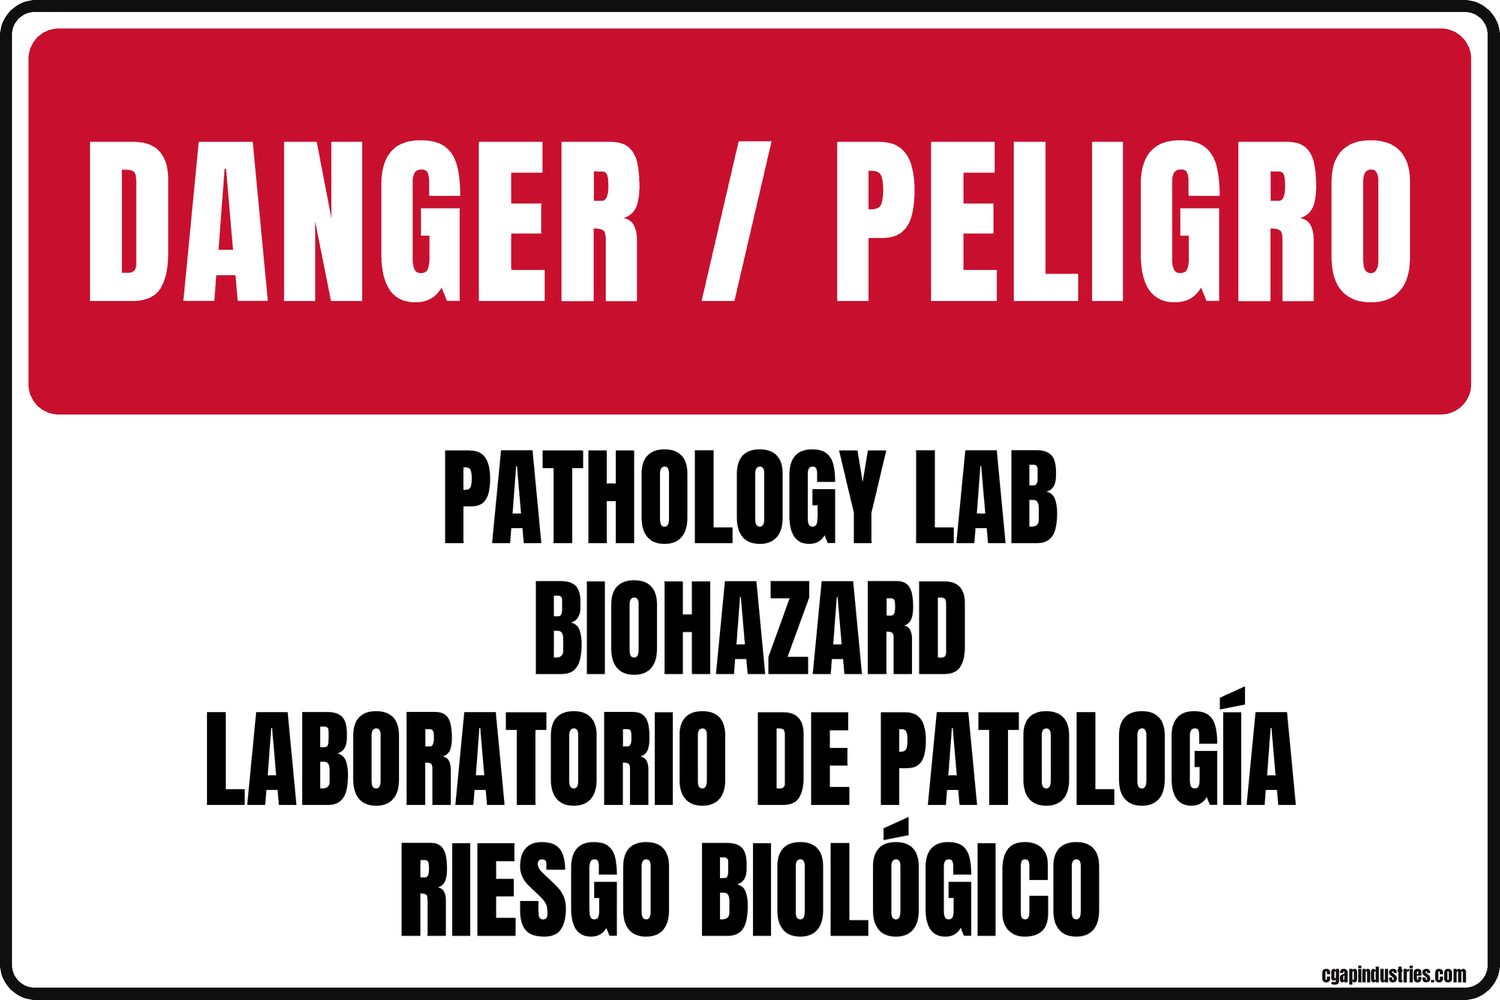 DANGER / PELIGRO
PATHOLOGY LAB
BIOHAZARD
LABORATORIO DE PATOLOGÍA
RIESGO BIOLÓGICO
cgapindustries.com